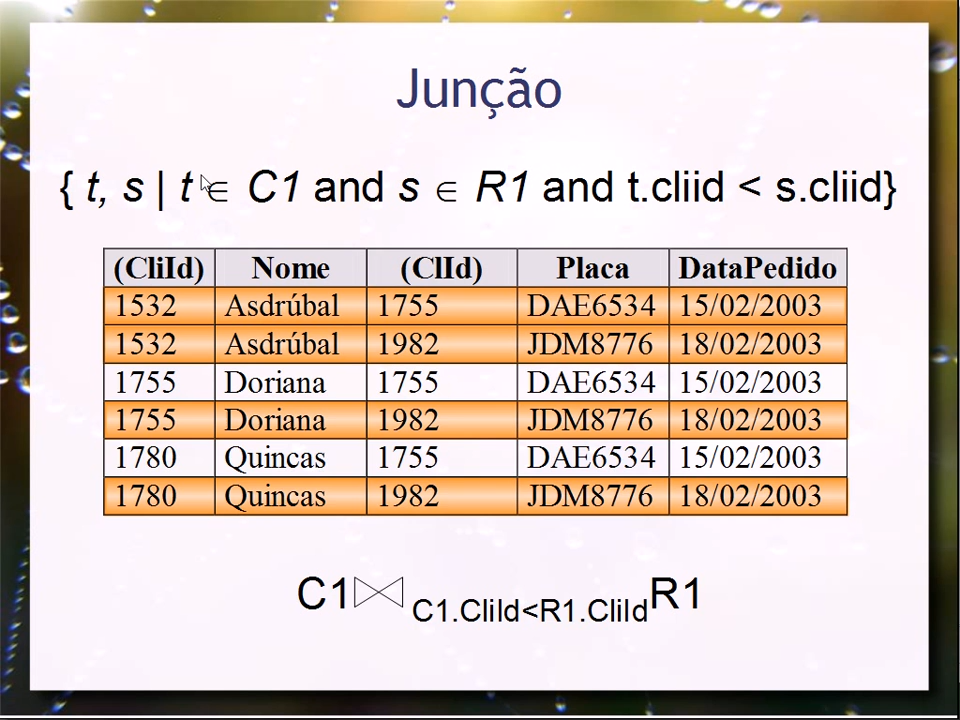 Junção
{ t, s | t ∈ C1 and s ∈ R1 and t.cliid < s.cliid}
(CliId) Nome (ClId) Placa DataPedido
1532 Asdrúbal 1755 DAE6534 15/02/2003
1532 Asdrúbal 1982 JDM8776 18/02/2003
1755 Doriana 1755 DAE6534 15/02/2003
1755 Doriana 1982 JDM8776 18/02/2003
1780 Quincas 1755 DAE6534 15/02/2003
1780 Quincas 1982 JDM8776 18/02/2003
C1⋈ C1.CliId<R1.CliId R1